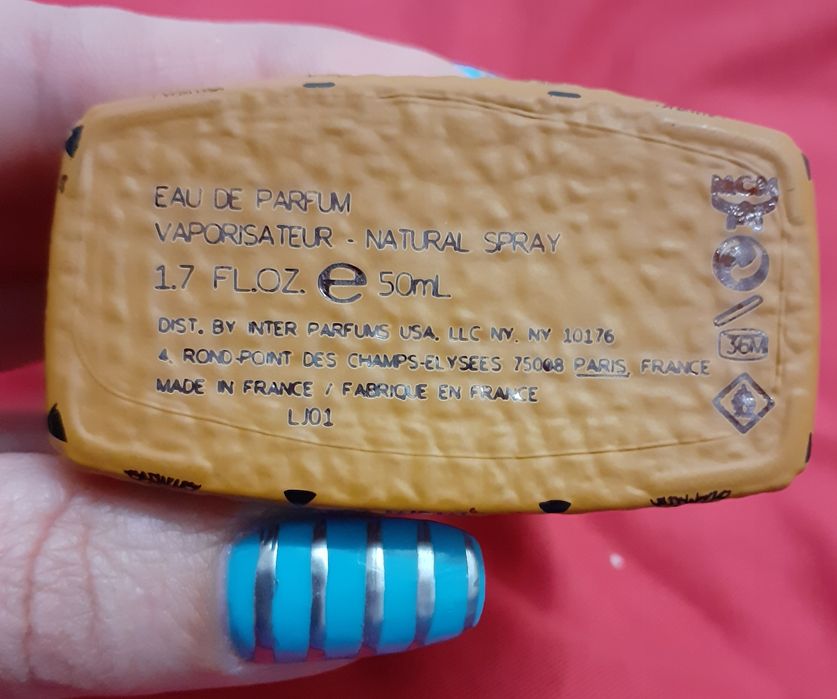 EAU DE PARFUM
VAPORISATEUR - NATURAL SPRAY
1.7 FL.OZ. e 50mL
DIST. BY INTER PARFUMS USA, LLC NY, NY 10176
4, ROND-POINT DES CHAMPS-ELYSEES 75008 PARIS, FRANCE
MADE IN FRANCE / FABRIQUE EN FRANCE
LJ01
MCM
36M